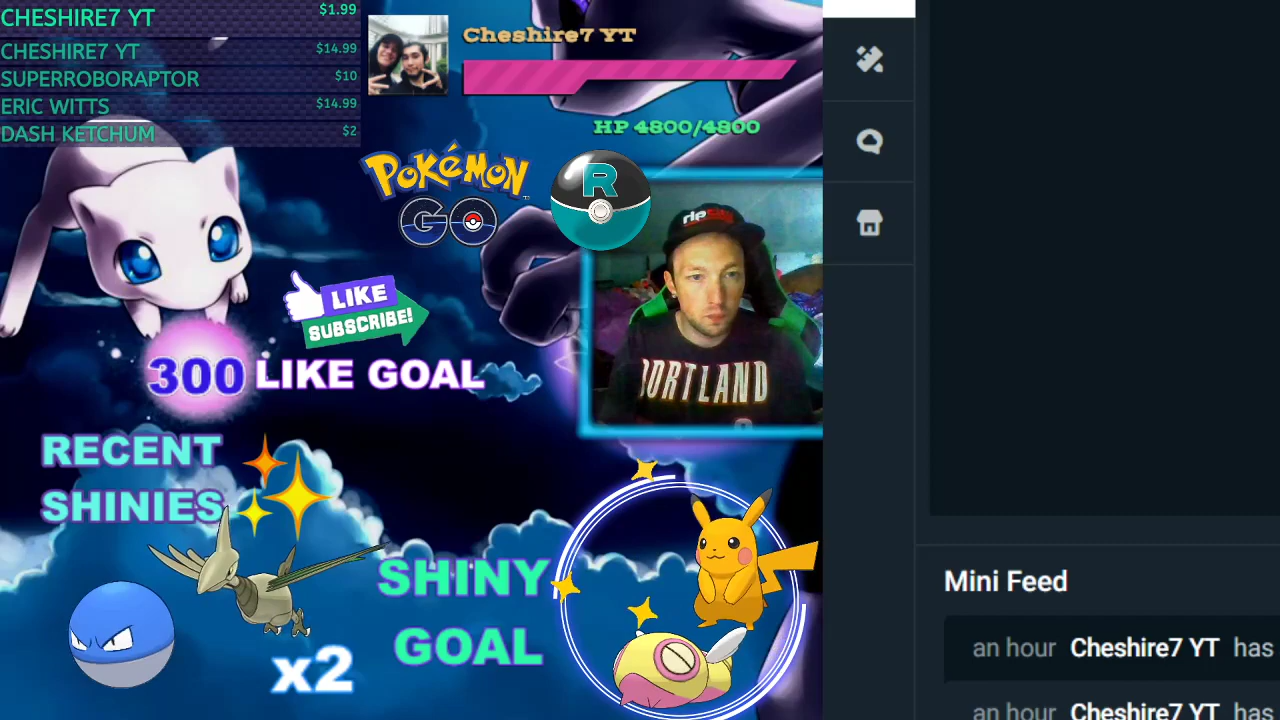 CHESHIRE7 YT $1.99
CHESHIRE7 YT $14.99
SUPERROBORAPTOR $10
ERIC WITTS $14.99
DASH KETCHUM $2
Cheshire7 YT
HP 4800/4800
POKÉMON
GO
R
LIKE
SUBSCRIBE!
300 LIKE GOAL
PORTLAND
RECENT
SHINIES
SHINY
GOAL
x2
Mini Feed
an hour Cheshire7 YT has
an hour Cheshire7 YT has